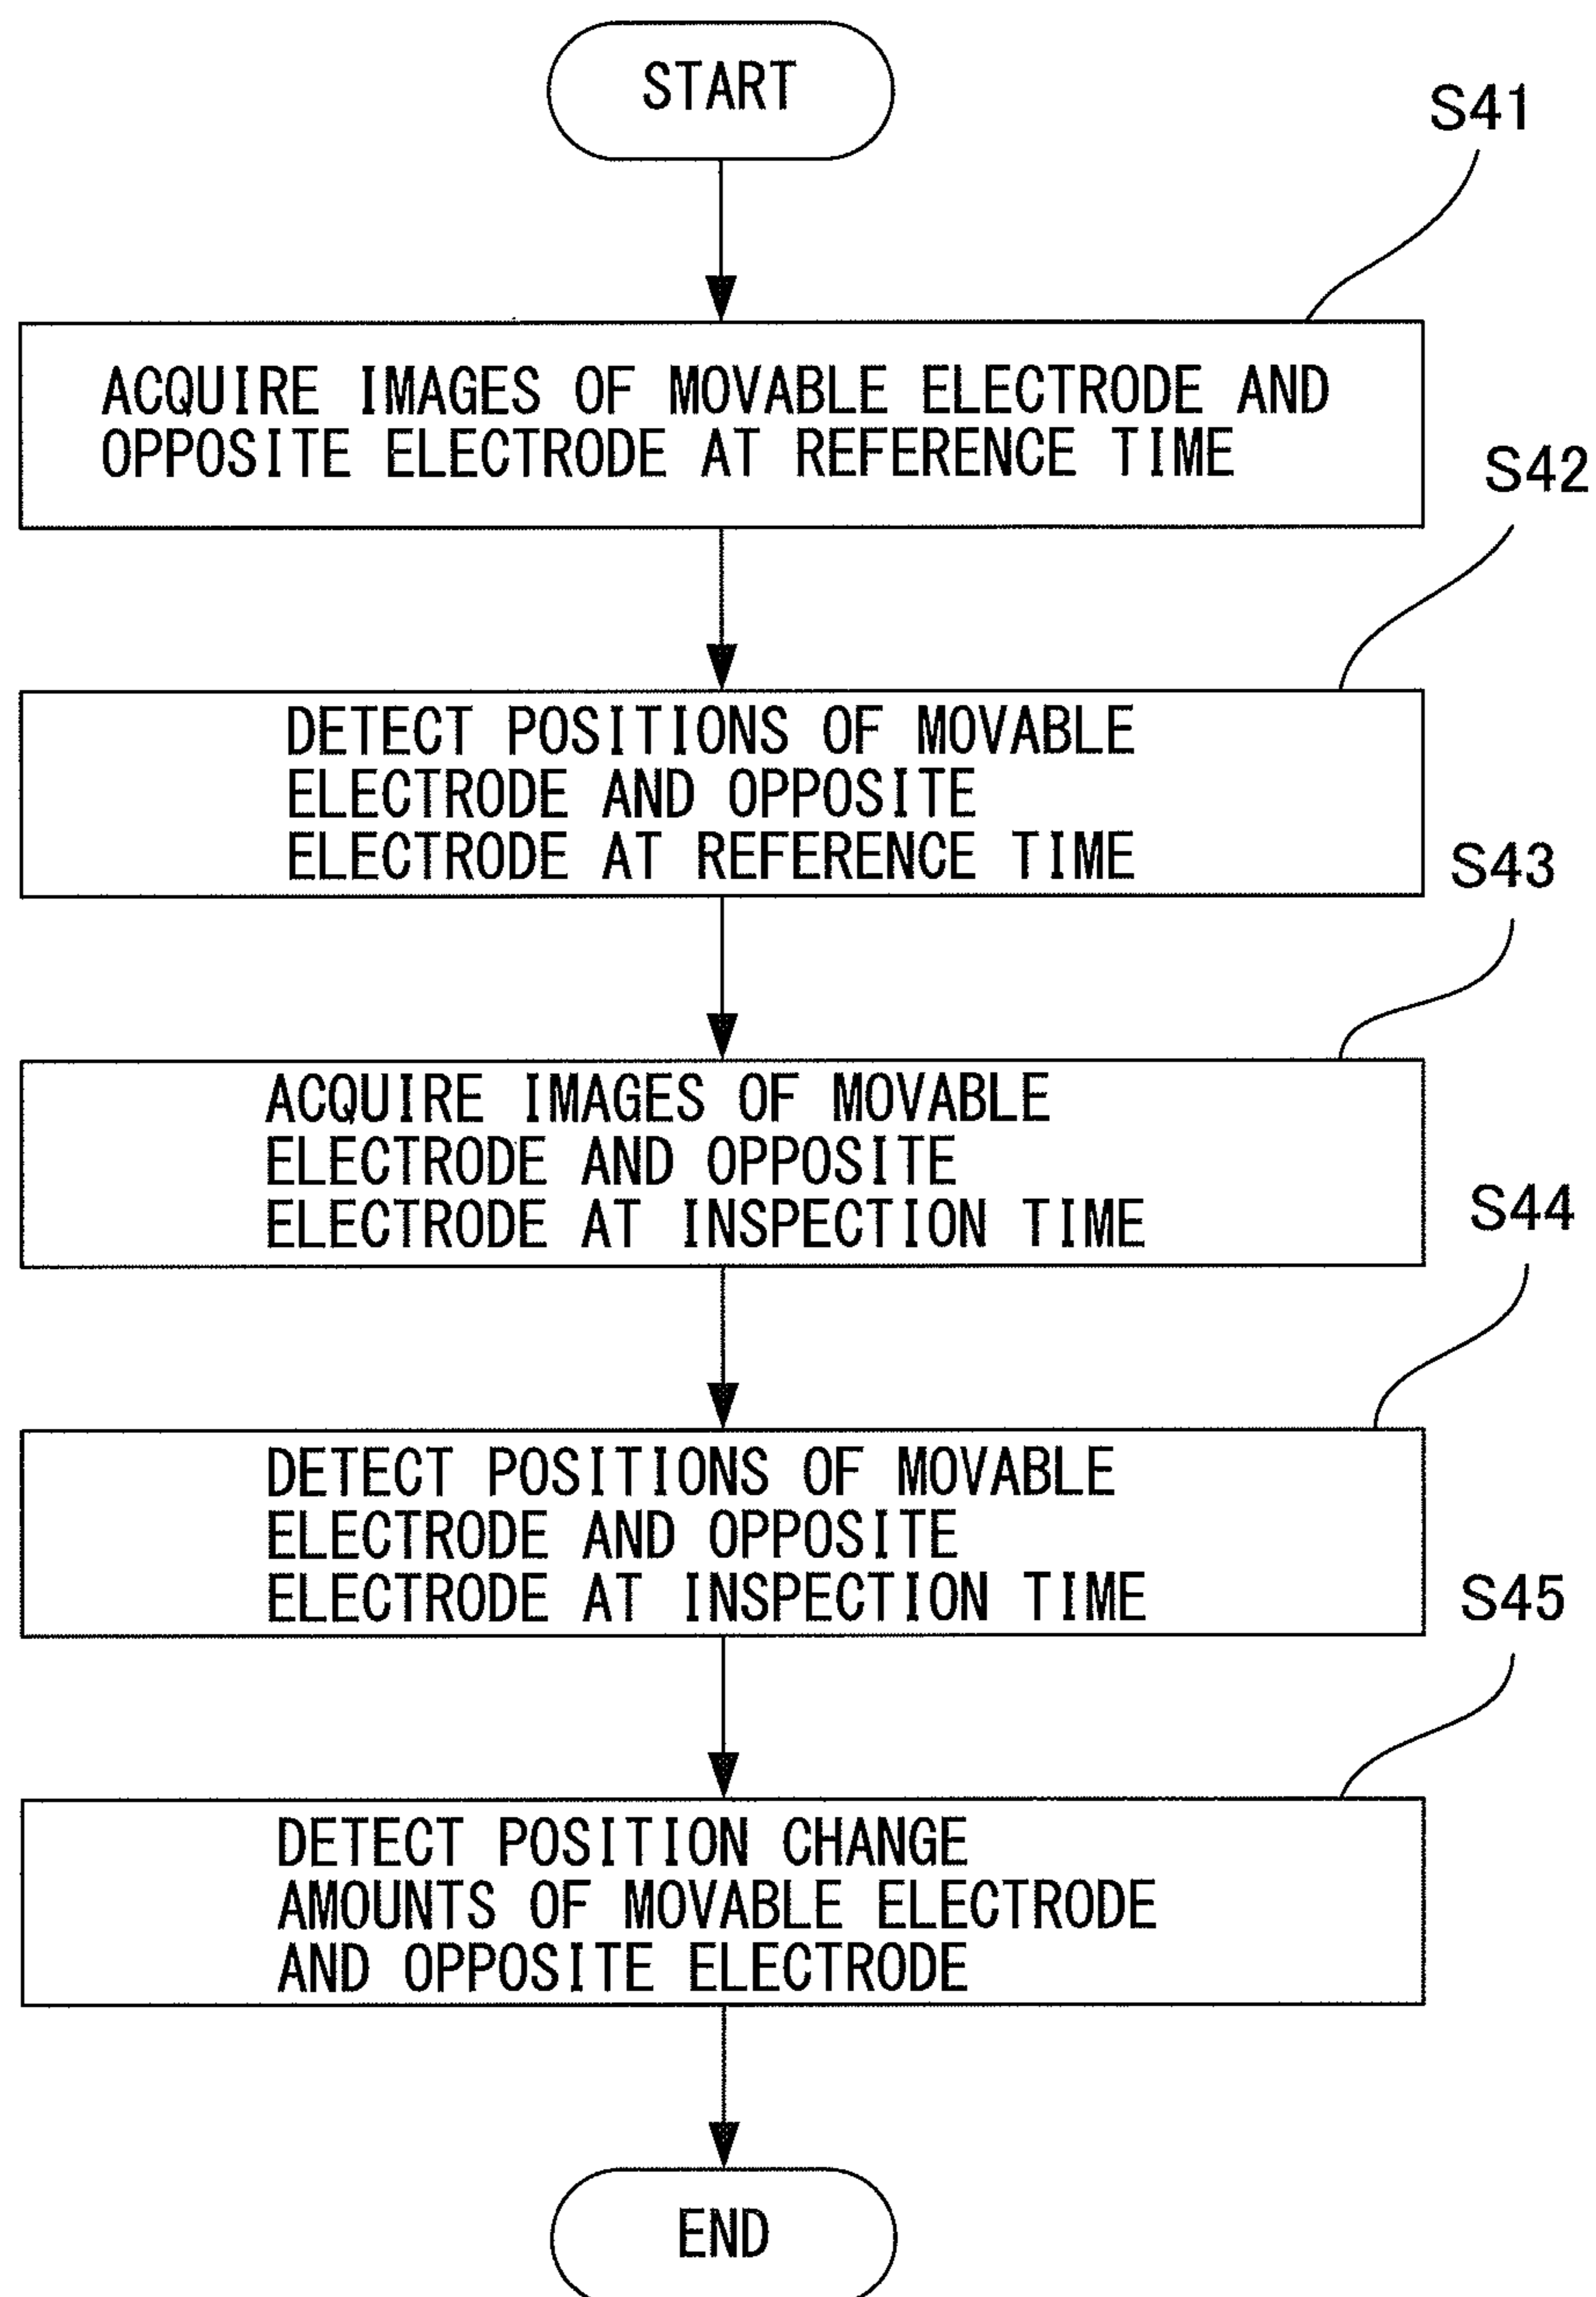 START
S41
ACQUIRE IMAGES OF MOVABLE ELECTRODE AND
OPPOSITE ELECTRODE AT REFERENCE TIME
S42
DETECT POSITIONS OF MOVABLE
ELECTRODE AND OPPOSITE
ELECTRODE AT REFERENCE TIME
S43
ACQUIRE IMAGES OF MOVABLE
ELECTRODE AND OPPOSITE
ELECTRODE AT INSPECTION TIME
S44
DETECT POSITIONS OF MOVABLE
ELECTRODE AND OPPOSITE
ELECTRODE AT INSPECTION TIME
S45
DETECT POSITION CHANGE
AMOUNTS OF MOVABLE ELECTRODE
AND OPPOSITE ELECTRODE
END